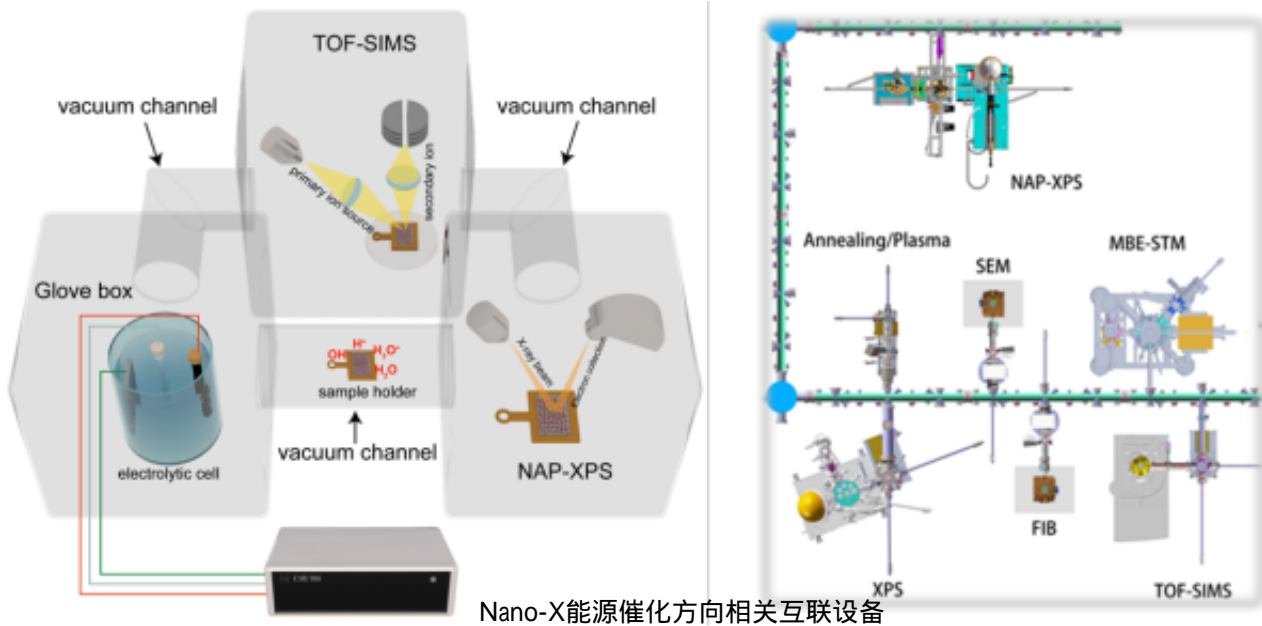 TOF-SIMS
vacuum channel
vacuum channel
primary ion source
secondary ion
Glove box
X-ray beam
OH⁻
H⁻
H₃O⁻
H₂O
sample holder
electrolytic cell
vacuum channel
NAP-XPS
NAP-XPS
Annealing/Plasma
SEM
MBE-STM
FIB
XPS
TOF-SIMS
Nano-X能源催化方向相关互联设备